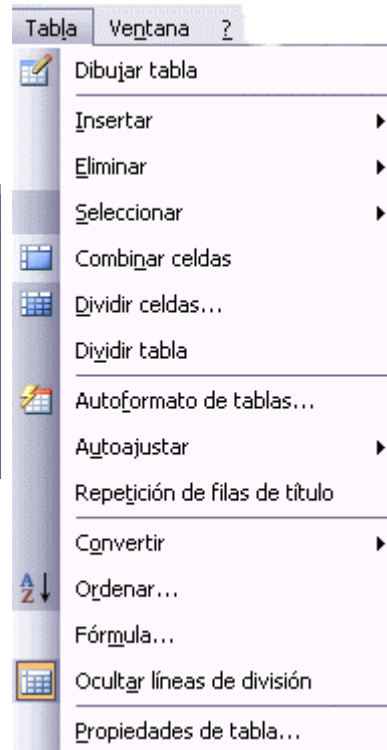 Tabla Ventana ?
Dibujar tabla
Insertar
Eliminar
Seleccionar
Combinar celdas
Dividir celdas...
Dividir tabla
Autoformato de tablas...
Autoajustar
Repetición de filas de título
Convertir
Ordenar...
Fórmula...
Ocultar líneas de división
Propiedades de tabla...